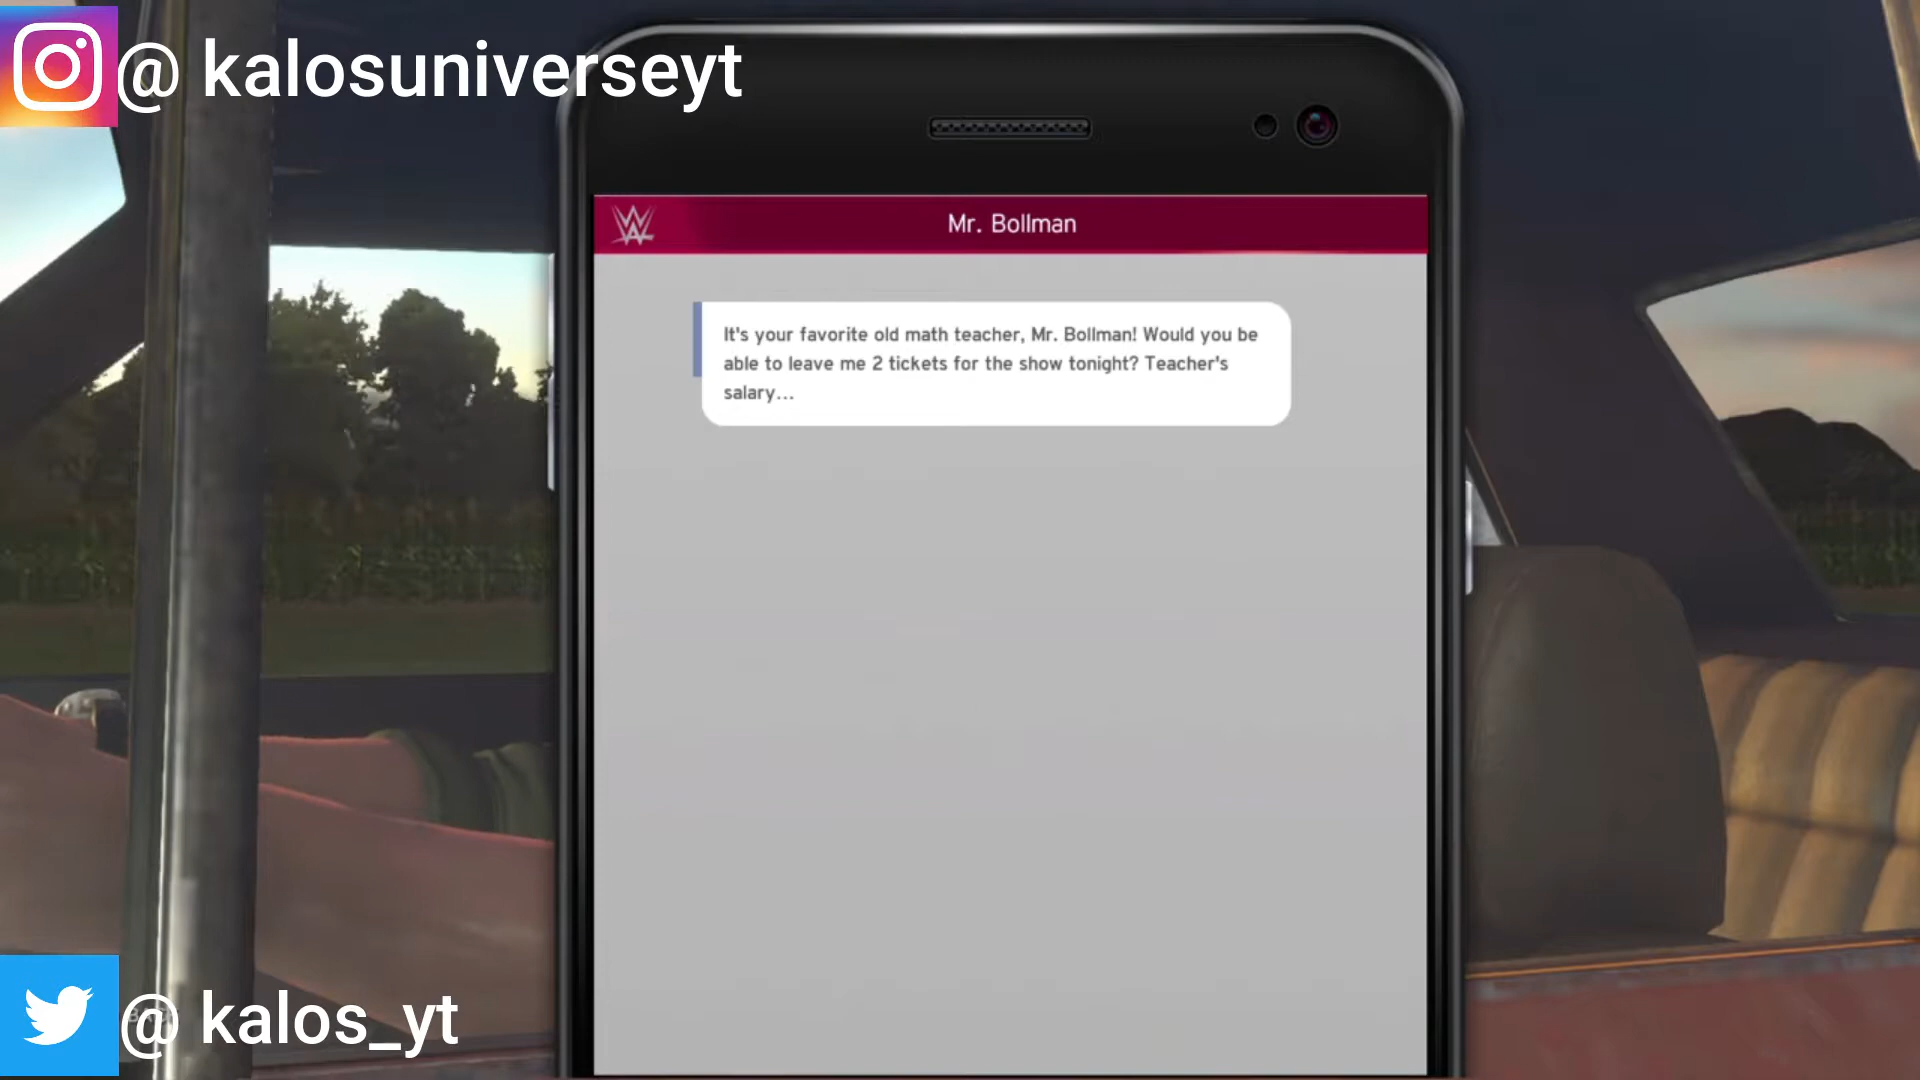 @ kalosuniverseyt
Mr. Bollman
It's your favorite old math teacher, Mr. Bollman! Would you be
able to leave me 2 tickets for the show tonight? Teacher's
salary...
@ kalos_yt